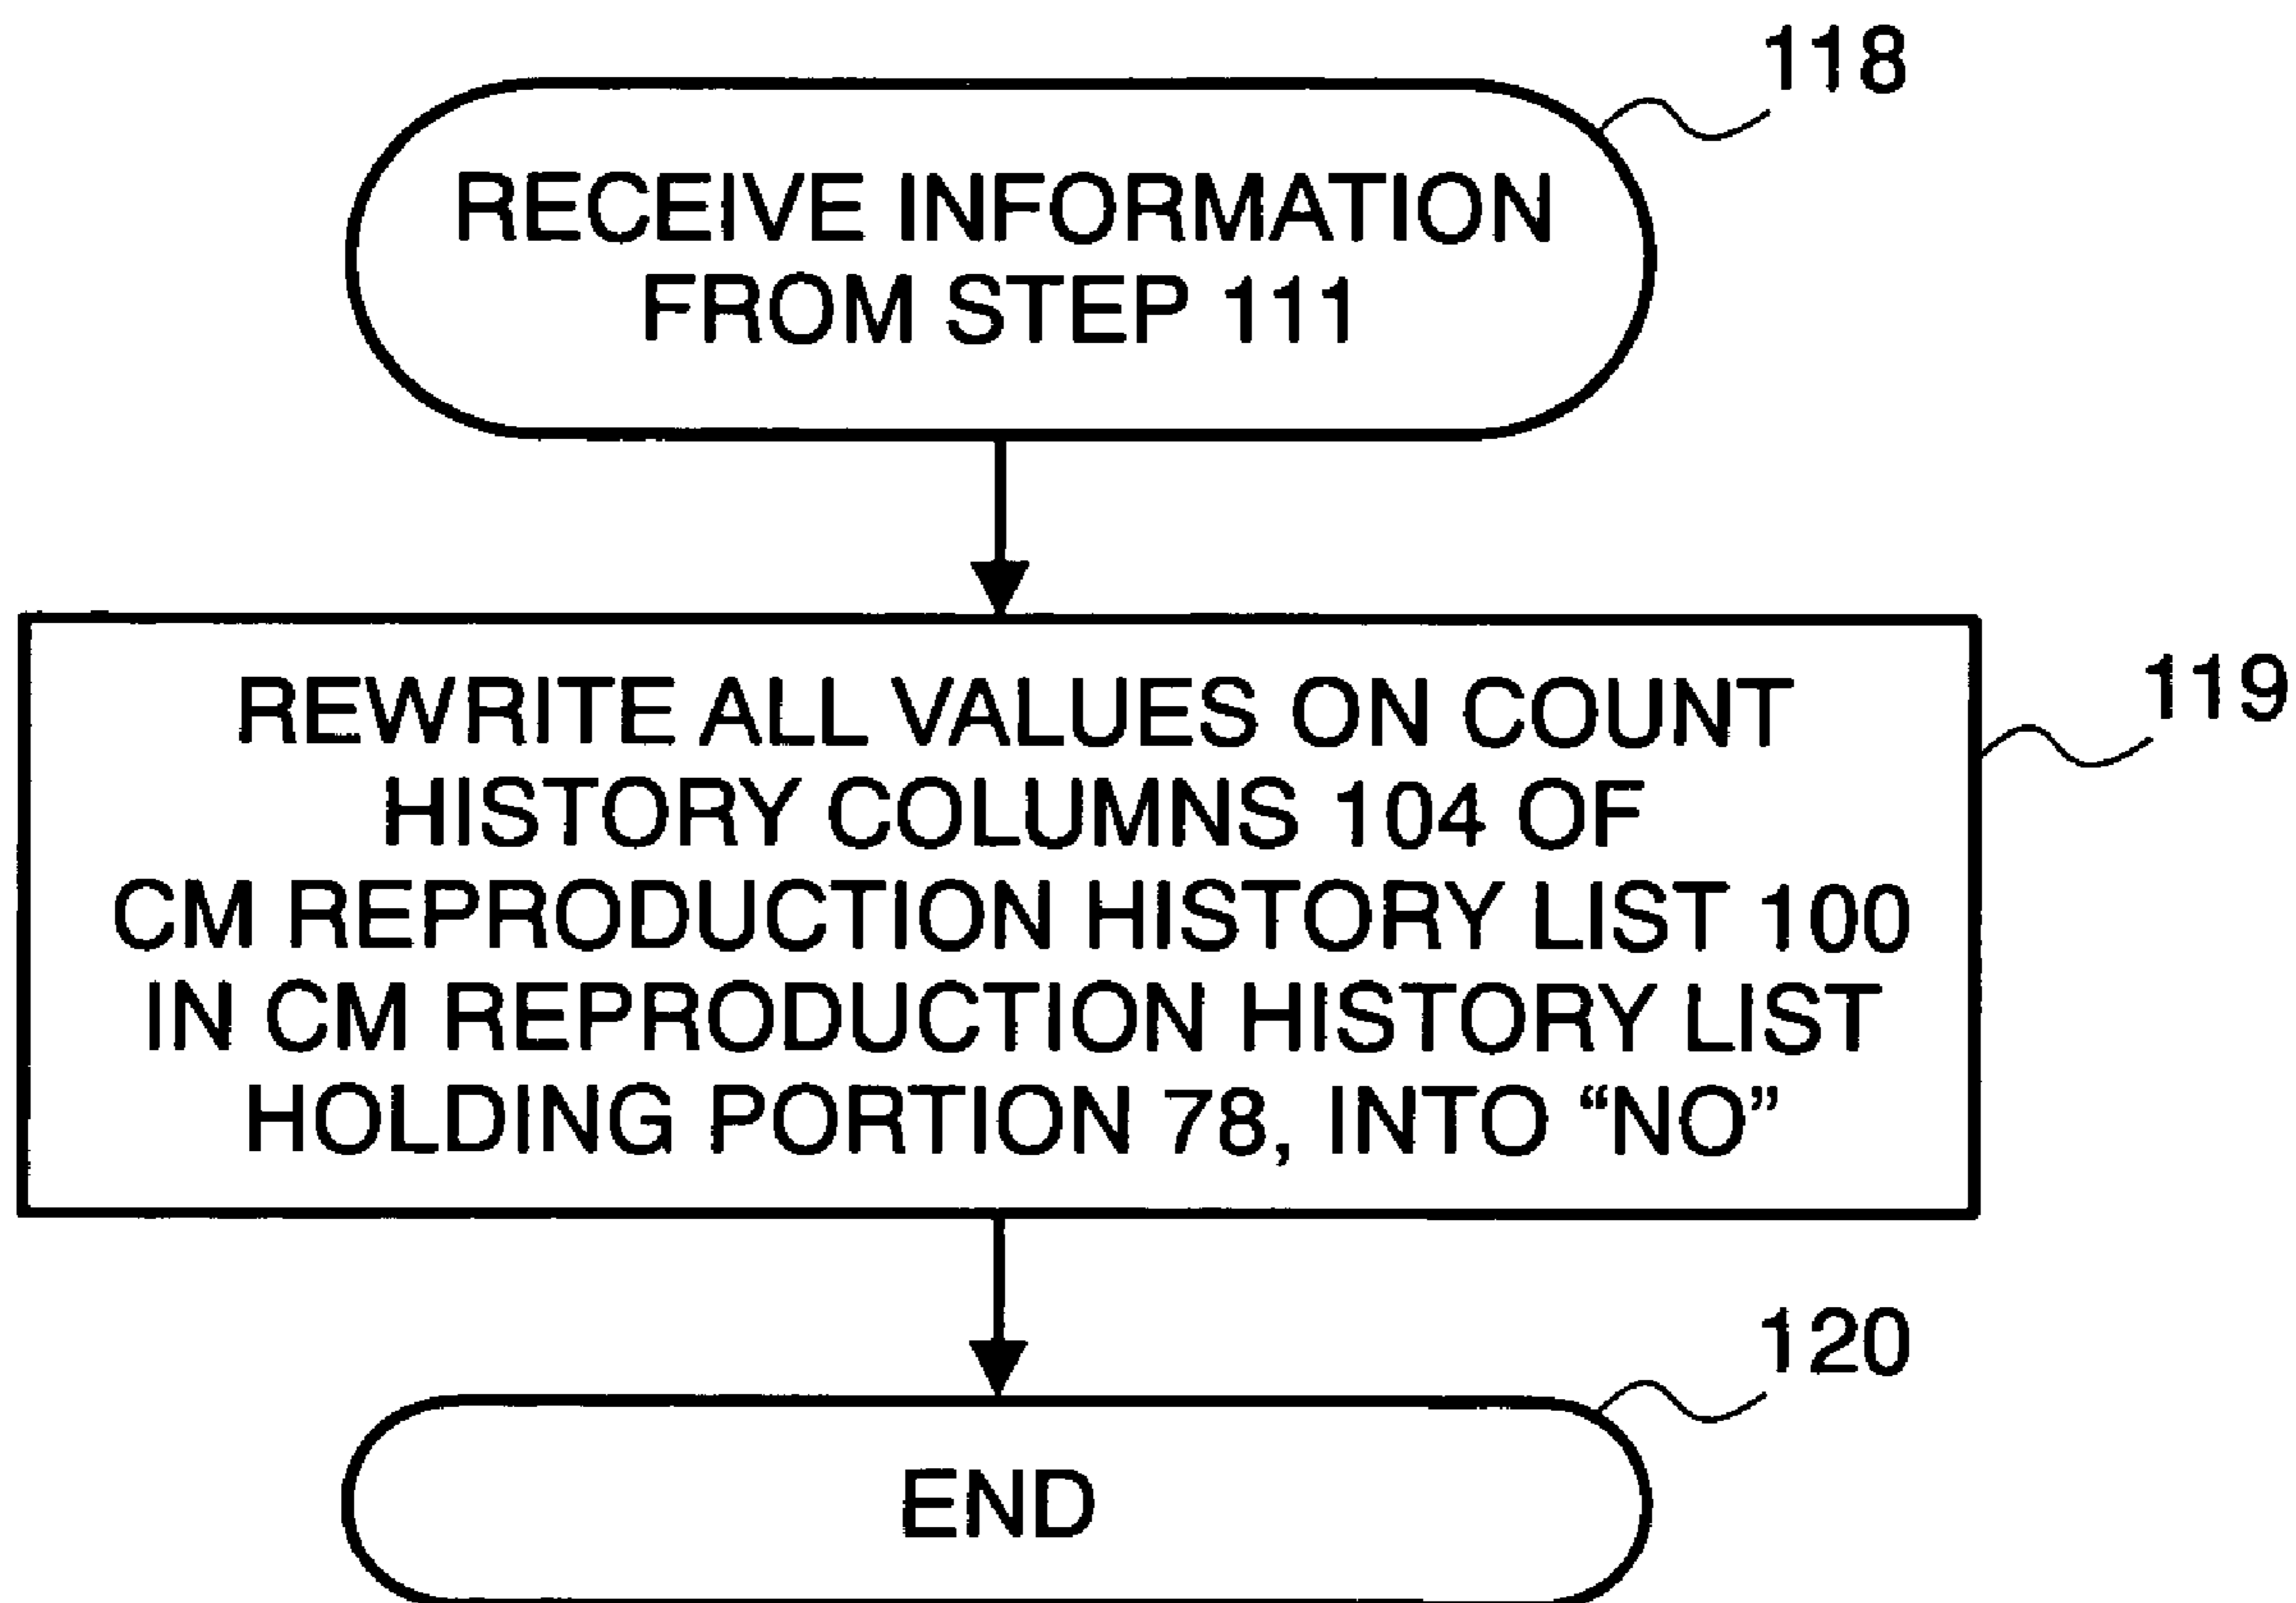 118
RECEIVE INFORMATION
FROM STEP 111
119
REWRITE ALL VALUES ON COUNT
HISTORY COLUMNS 104 OF
CM REPRODUCTION HISTORY LIST 100
IN CM REPRODUCTION HISTORY LIST
HOLDING PORTION 78, INTO “NO”
120
END